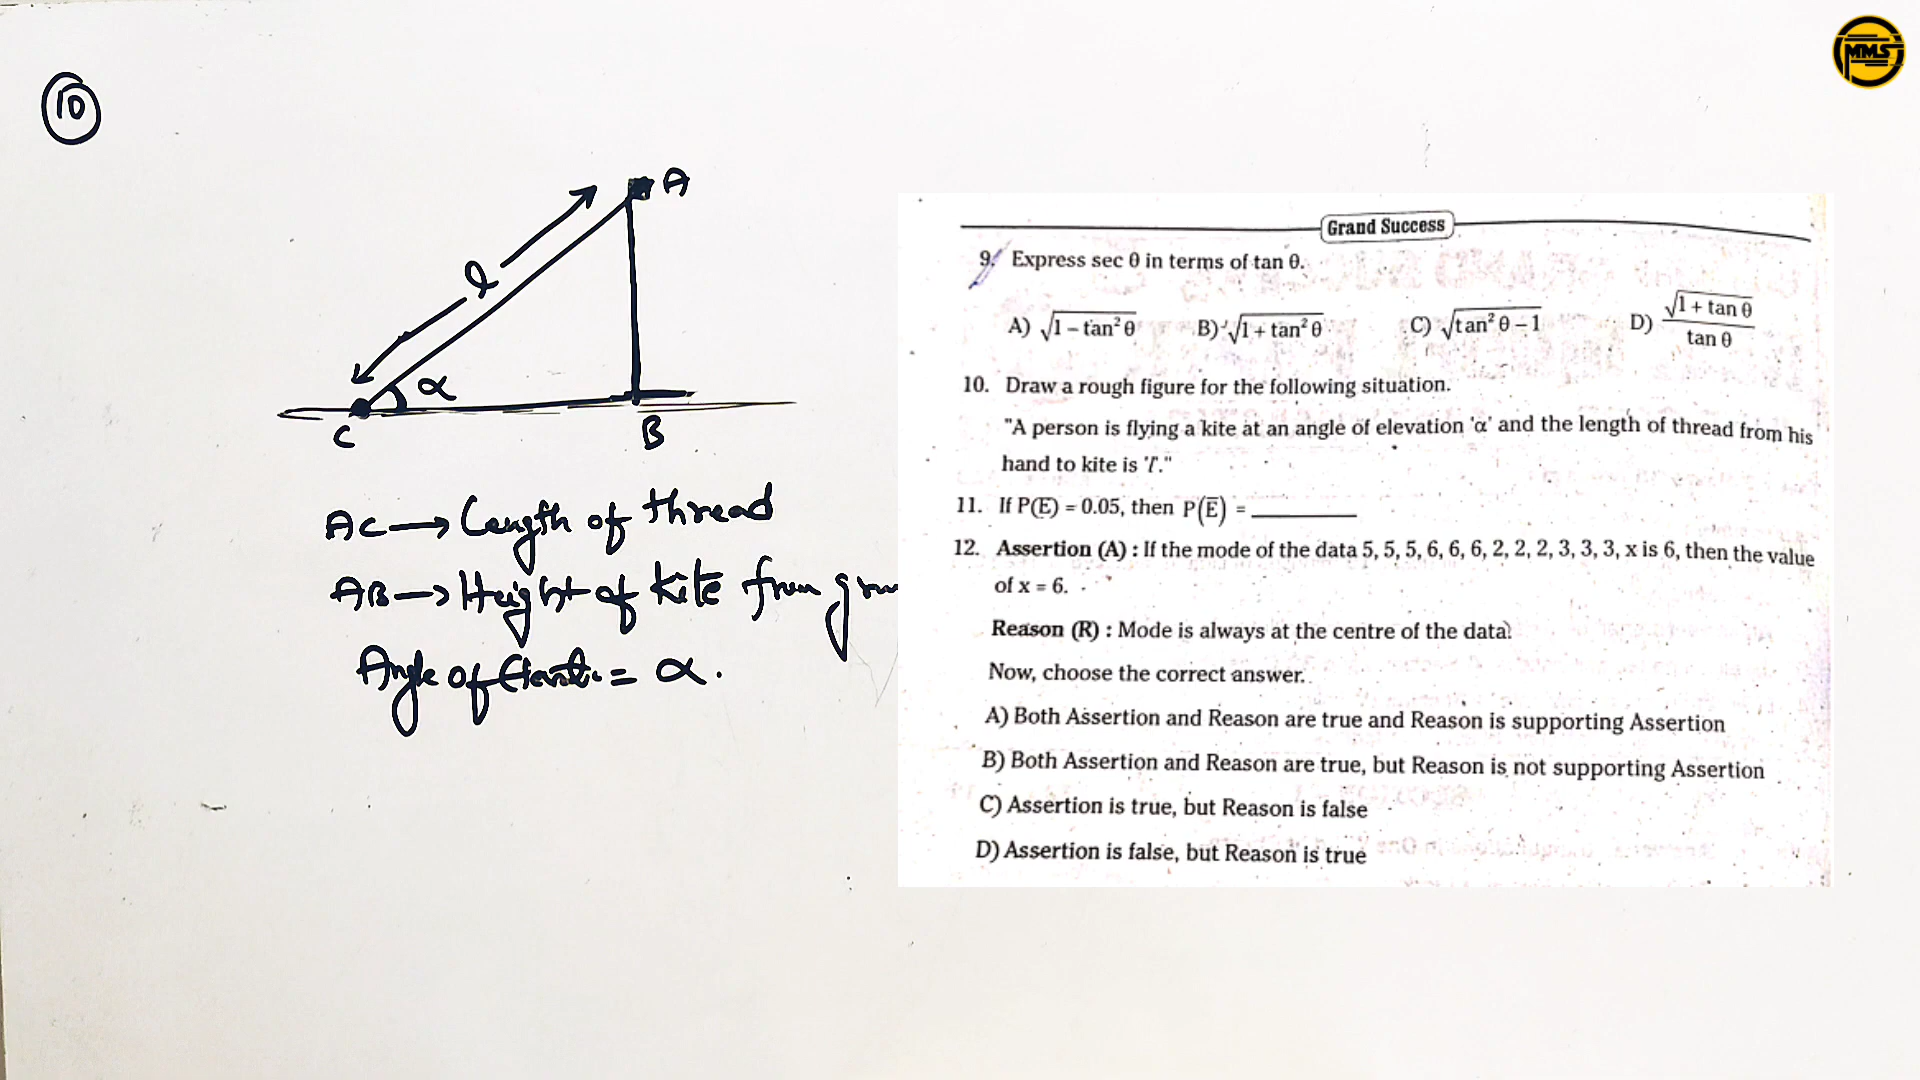 MMS
10
A
l
α
C
B
AC → Length of thread
AB → Height of kite from
Angle of = α.
Grand Success
9. Express sec θ in terms of tan θ.
A) √1 – tan² θ B) √1 + tan² θ C) √tan² θ – 1 D) √1 + tan θ / tan θ
10. Draw a rough figure for the following situation.
"A person is flying a kite at an angle of elevation 'α' and the length of thread from his
hand to kite is 'l'."
11. If P(E) = 0.05, then P(E̅) = ________
12. Assertion (A) : If the mode of the data 5, 5, 5, 6, 6, 6, 2, 2, 2, 3, 3, 3, x is 6, then the value
of x = 6.
Reason (R) : Mode is always at the centre of the data.
Now, choose the correct answer.
A) Both Assertion and Reason are true and Reason is supporting Assertion
B) Both Assertion and Reason are true, but Reason is not supporting Assertion
C) Assertion is true, but Reason is false
D) Assertion is false, but Reason is true